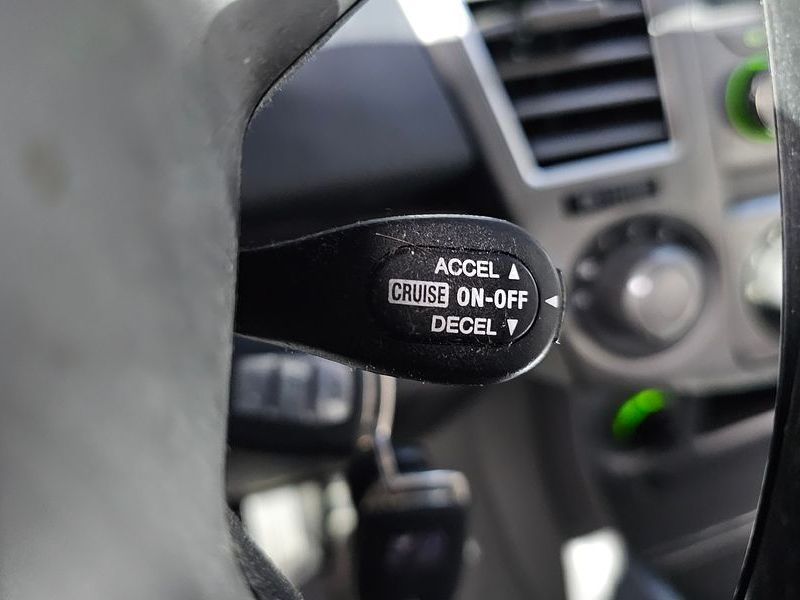 ACCEL ▲
CRUISE ON-OFF ◀
DECEL ▼